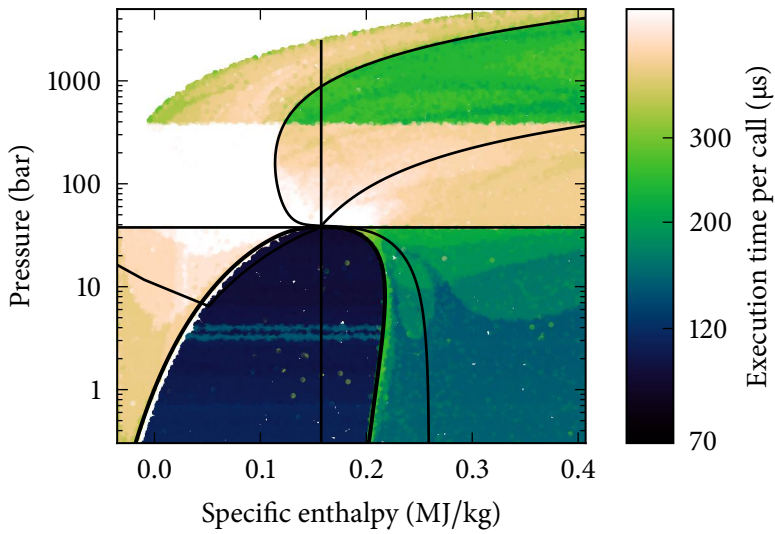 1000
100
10
1
Pressure (bar)
0.0 0.1 0.2 0.3 0.4
Specific enthalpy (MJ/kg)
300
200
120
70
Execution time per call (μs)